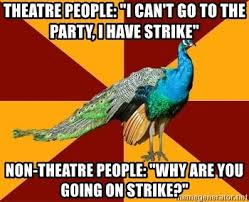 THEATRE PEOPLE: "I CAN'T GO TO THE
PARTY, I HAVE STRIKE"
NON-THEATRE PEOPLE: "WHY ARE YOU
GOING ON STRIKE?"
memegenerator.net